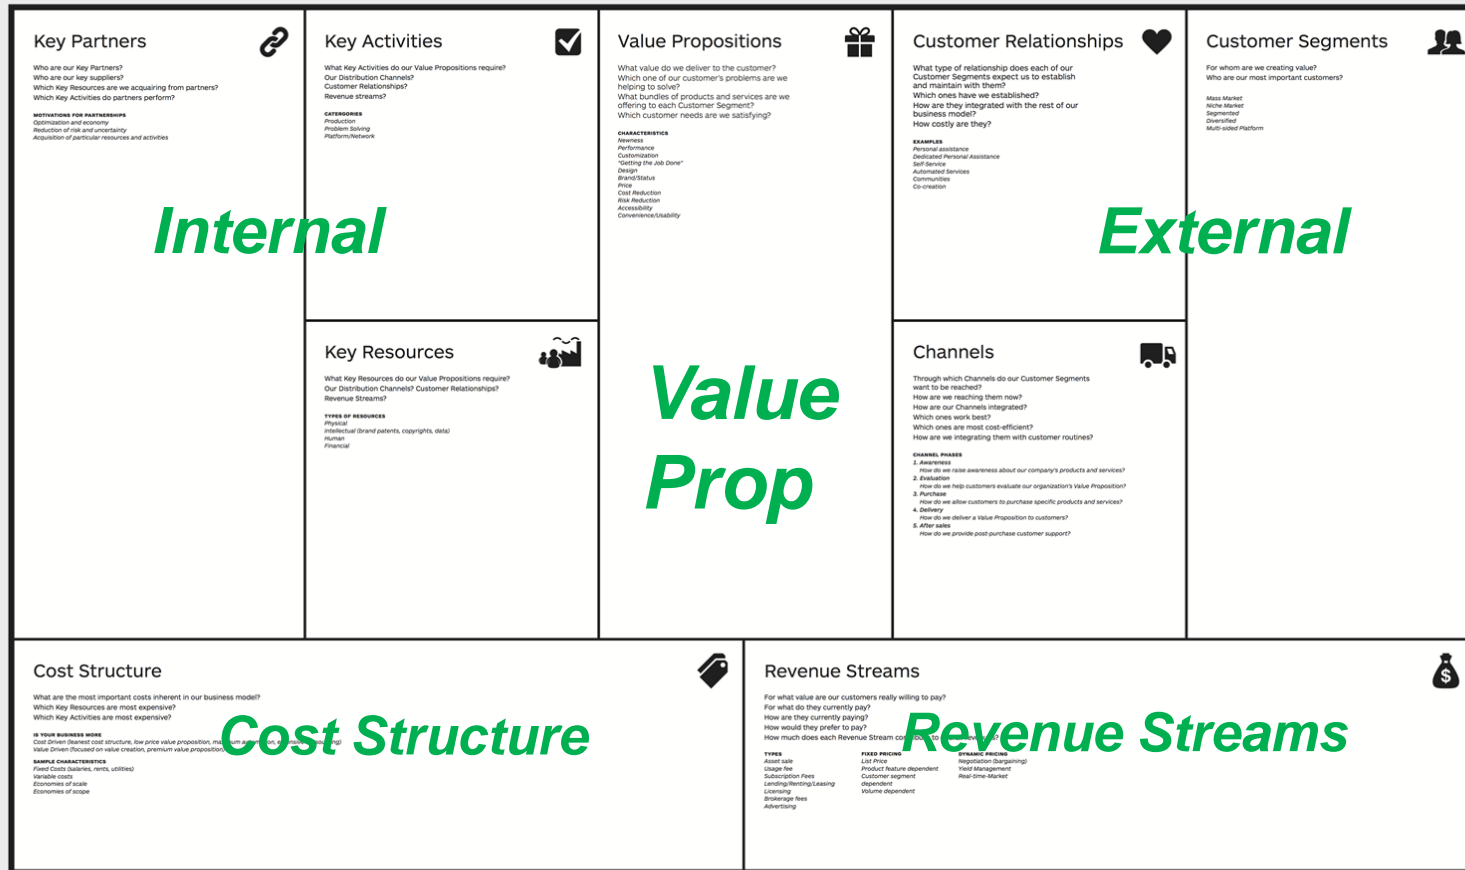 Key Partners
Who are our Key Partners?
Who are our key suppliers?
Which Key Resources are we acquairing from partners?
Which Key Activities do partners perform?
MOTIVATIONS FOR PARTNERSHIPS
Optimization and economy
Reduction of risk and uncertainty
Acquisition of particular resources and activities
Internal
Key Activities
What Key Activities do our Value Propositions require?
Our Distribution Channels?
Customer Relationships?
Revenue streams?
CATERGORIES
Production
Problem Solving
Platform/Network
Key Resources
What Key Resources do our Value Propositions require?
Our Distribution Channels? Customer Relationships?
Revenue Streams?
TYPES OF RESOURCES
Physical
Intellectual (brand patents, copyrights, data)
Human
Financial
Value Propositions
What value do we deliver to the customer?
Which one of our customer's problems are we
helping to solve?
What bundles of products and services are we
offering to each Customer Segment?
Which customer needs are we satisfying?
CHARACTERISTICS
Newness
Performance
Customization
"Getting the Job Done"
Design
Brand/Status
Price
Cost Reduction
Risk Reduction
Accessibility
Convenience/Usability
Value
Prop
Customer Relationships
What type of relationship does each of our
Customer Segments expect us to establish
and maintain with them?
Which ones have we established?
How are they integrated with the rest of our
business model?
How costly are they?
EXAMPLES
Personal assistance
Dedicated Personal Assistance
Self-Service
Automated Services
Communities
Co-creation
External
Channels
Through which Channels do our Customer Segments
want to be reached?
How are we reaching them now?
How are our Channels integrated?
Which ones work best?
Which ones are most cost-efficient?
How are we integrating them with customer routines?
CHANNEL PHASES
1. Awareness
How do we raise awareness about our company's products and services?
2. Evaluation
How do we help customers evaluate our organization's Value Proposition?
3. Purchase
How do we allow customers to purchase specific products and services?
4. Delivery
How do we deliver a Value Proposition to customers?
5. After sales
How do we provide post-purchase customer support?
Customer Segments
For whom are we creating value?
Who are our most important customers?
Mass Market
Niche Market
Segmented
Diversified
Multi-sided Platform
Cost Structure
What are the most important costs inherent in our business model?
Which Key Resources are most expensive?
Which Key Activities are most expensive?
IS YOUR BUSINESS MORE
Cost Driven (leanest cost structure, low price value proposition,
Value Driven (focused on value creation, premium value proposition)
SAMPLE CHARACTERISTICS
Fixed Costs (salaries, rents, utilities)
Variable costs
Economies of scale
Economies of scope
Cost Structure
Revenue Streams
For what value are our customers really willing to pay?
For what do they currently pay?
How are they currently paying?
How would they prefer to pay?
How much does each Revenue Stream
TYPES
Asset sale
Usage fee
Subscription Fees
Lending/Renting/Leasing
Licensing
Brokerage fees
Advertising
FIXED PRICING
List Price
Product feature dependent
Customer segment
dependent
Volume dependent
DYNAMIC PRICING
Negotiation (bargaining)
Yield Management
Real-time-Market
Revenue Streams